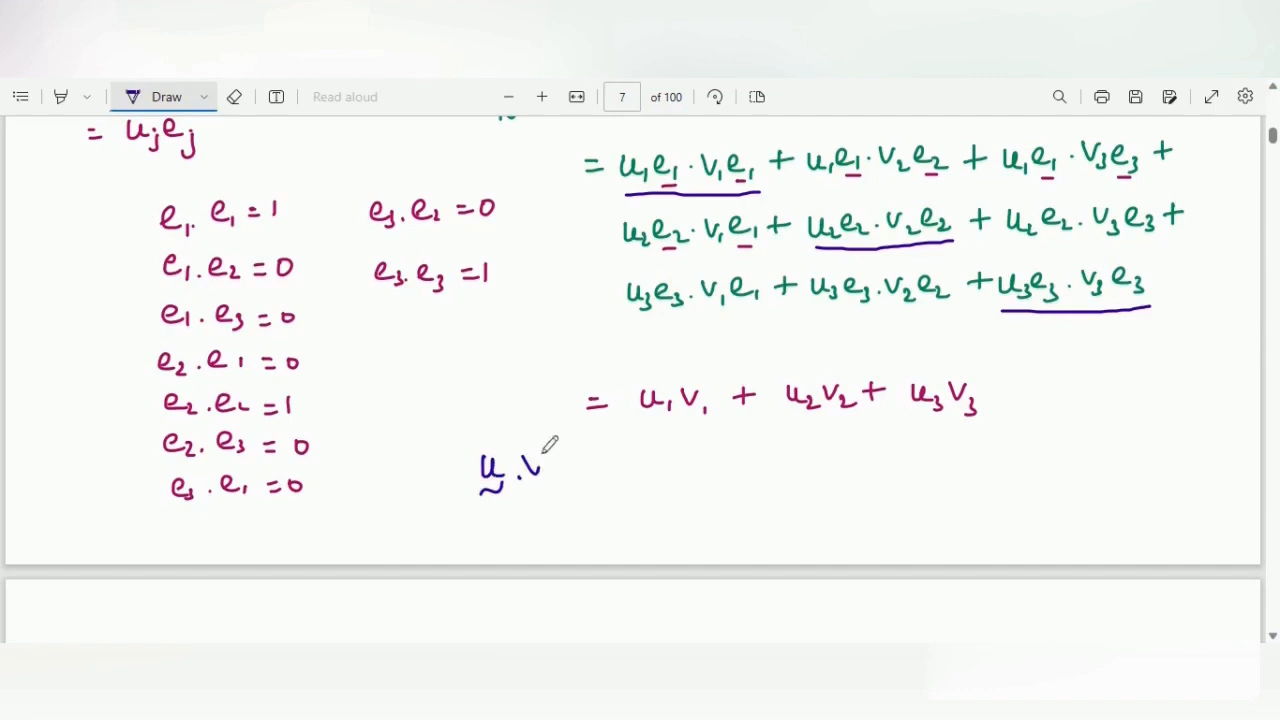 Draw
Read aloud
7 of 100
= ujej
e1 . e1 = 1
e1 . e2 = 0
e1 . e3 = 0
e2 . e1 = 0
e2 . e2 = 1
e2 . e3 = 0
e3 . e1 = 0
e3 . e2 = 0
e3 . e3 = 1
= u1e1 . v1e1 + u1e1 . v2e2 + u1e1 . v3e3 +
u2e2 . v1e1 + u2e2 . v2e2 + u2e2 . v3e3 +
u3e3 . v1e1 + u3e3 . v2e2 + u3e3 . v3e3
= u1v1 + u2v2 + u3v3
u . v